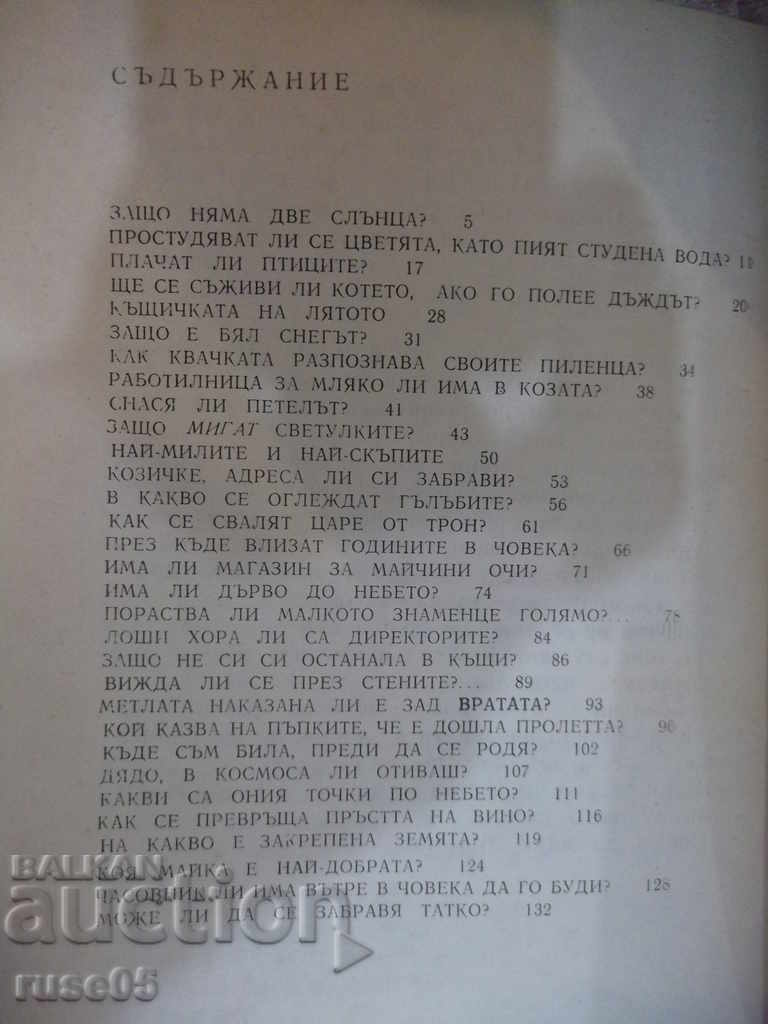 СЪДЪРЖАНИЕ
ЗАЩО НЯМА ДВЕ СЛЪНЦА? 5
ПРОСТУДЯВАТ ЛИ СЕ ЦВЕТЯТА, КАТО ПИЯТ СТУДЕНА ВОДА?
ПЛАЧАТ ЛИ ПТИЦИТЕ? 17
ЩЕ СЕ СЪЖИВИ ЛИ КОТЕТО, АКО ГО ПОЛЕЕ ДЪЖДЪТ? 20
КЪЩИЧКАТА НА ЛЯТОТО 28
ЗАЩО Е БЯЛ СНЕГЪТ? 31
КАК КВАЧКАТА РАЗПОЗНАВА СВОИТЕ ПИЛЕНЦА? 34
РАБОТИЛНИЦА ЗА МЛЯКО ЛИ ИМА В КОЗАТА? 38
СНАСЯ ЛИ ПЕТЕЛЪТ? 41
ЗАЩО МИГАТ СВЕТУЛКИТЕ? 43
НАЙ-МИЛИТЕ И НАЙ-СКЪПИТЕ 50
КОЗИЧКЕ, АДРЕСА ЛИ СИ ЗАБРАВИ? 53
В КАКВО СЕ ОГЛЕЖДАТ ГЪЛЪБИТЕ? 56
КАК СЕ СВАЛЯТ ЦАРЕ ОТ ТРОН? 61
ПРЕЗ КЪДЕ ВЛИЗАТ ГОДИНИТЕ В ЧОВЕКА? 66
ИМА ЛИ МАГАЗИН ЗА МАЙЧИНИ ОЧИ? 71
ИМА ЛИ ДЪРВО ДО НЕБЕТО? 74
ПОРАСТВА ЛИ МАЛКОТО ЗНАМЕНЦЕ ГОЛЯМО?... 78
ЛОШИ ХОРА ЛИ СА ДИРЕКТОРИТЕ? 84
ЗАЩО НЕ СИ СИ ОСТАНАЛА В КЪЩИ? 86
ВИЖДА ЛИ СЕ ПРЕЗ СТЕНИТЕ?... 89
МЕТЛАТА НАКАЗАНА ЛИ Е ЗАД ВРАТАТА? 93
КОЙ КАЗВА НА ПЪПКИТЕ, ЧЕ Е ДОШЛА ПРОЛЕТТА?
КЪДЕ СЪМ БИЛА, ПРЕДИ ДА СЕ РОДЯ? 102
ДЯДО, В КОСМОСА ЛИ ОТИВАШ? 107
КАКВИ СА ОНИЯ ТОЧКИ ПО НЕБЕТО? 111
КАК СЕ ПРЕВРЪЩА ПРЪСТТА НА ВИНО? 116
НА КАКВО Е ЗАКРЕПЕНА ЗЕМЯТА? 119
КОЯ МАЙКА Е НАЙ-ДОБРАТА? 124
ЧАСОВНИК ЛИ ИМА ВЪТРЕ В ЧОВЕКА ДА ГО БУДИ? 128
МОЖЕ ЛИ ДА СЕ ЗАБРАВЯ ТАТКО? 132
BALKAN
auction
ruse05